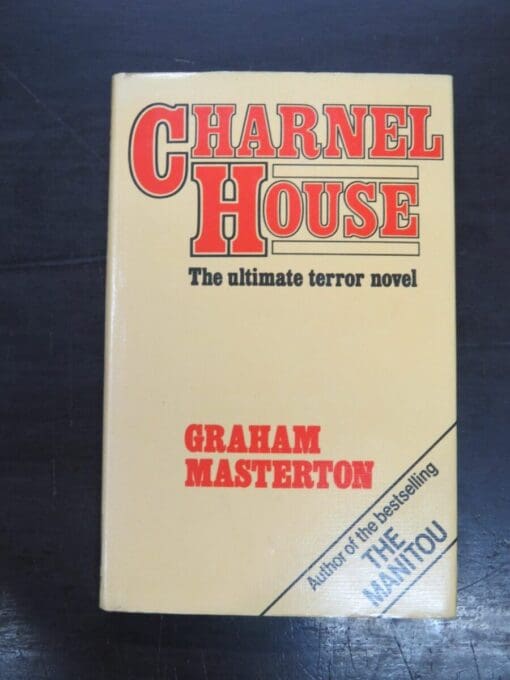 CHARNEL
HOUSE
The ultimate terror novel
GRAHAM
MASTERTON
Author of the bestselling
THE
MANITOU